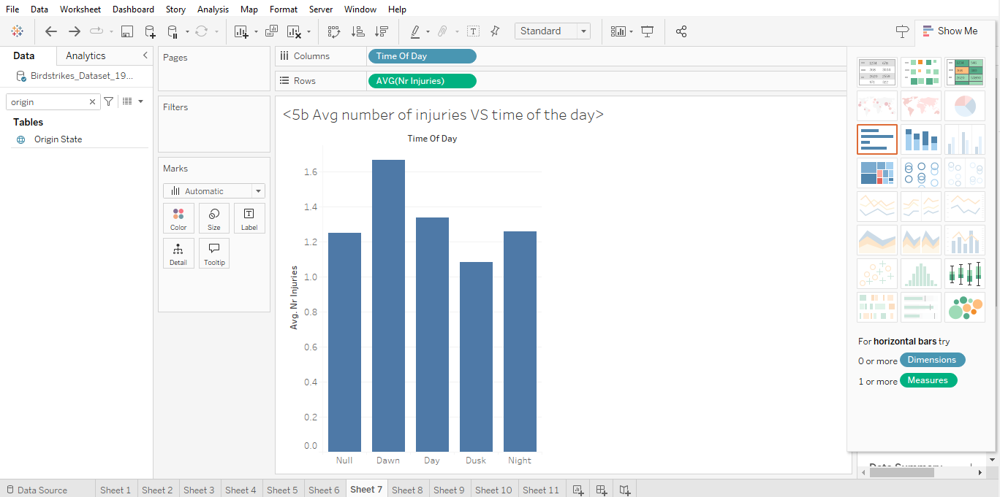 File Data Worksheet Dashboard Story Analysis Map Format Server Window Help
Standard
Show Me
Data Analytics
Birdstrikes_Dataset_19...
origin
Tables
Origin State
Pages
Filters
Marks
Automatic
Color Size Label
Detail Tooltip
Columns Time Of Day
Rows AVG(Nr Injuries)
<5b Avg number of injuries VS time of the day>
Time Of Day
1.6
1.4
1.2
1.0
0.8
0.6
0.4
0.2
0.0
Avg. Nr Injuries
Null Dawn Day Dusk Night
For horizontal bars try
0 or more Dimensions
1 or more Measures
Data Summary
Data Source Sheet 1 Sheet 2 Sheet 3 Sheet 4 Sheet 5 Sheet 6 Sheet 7 Sheet 8 Sheet 9 Sheet 10 Sheet 11